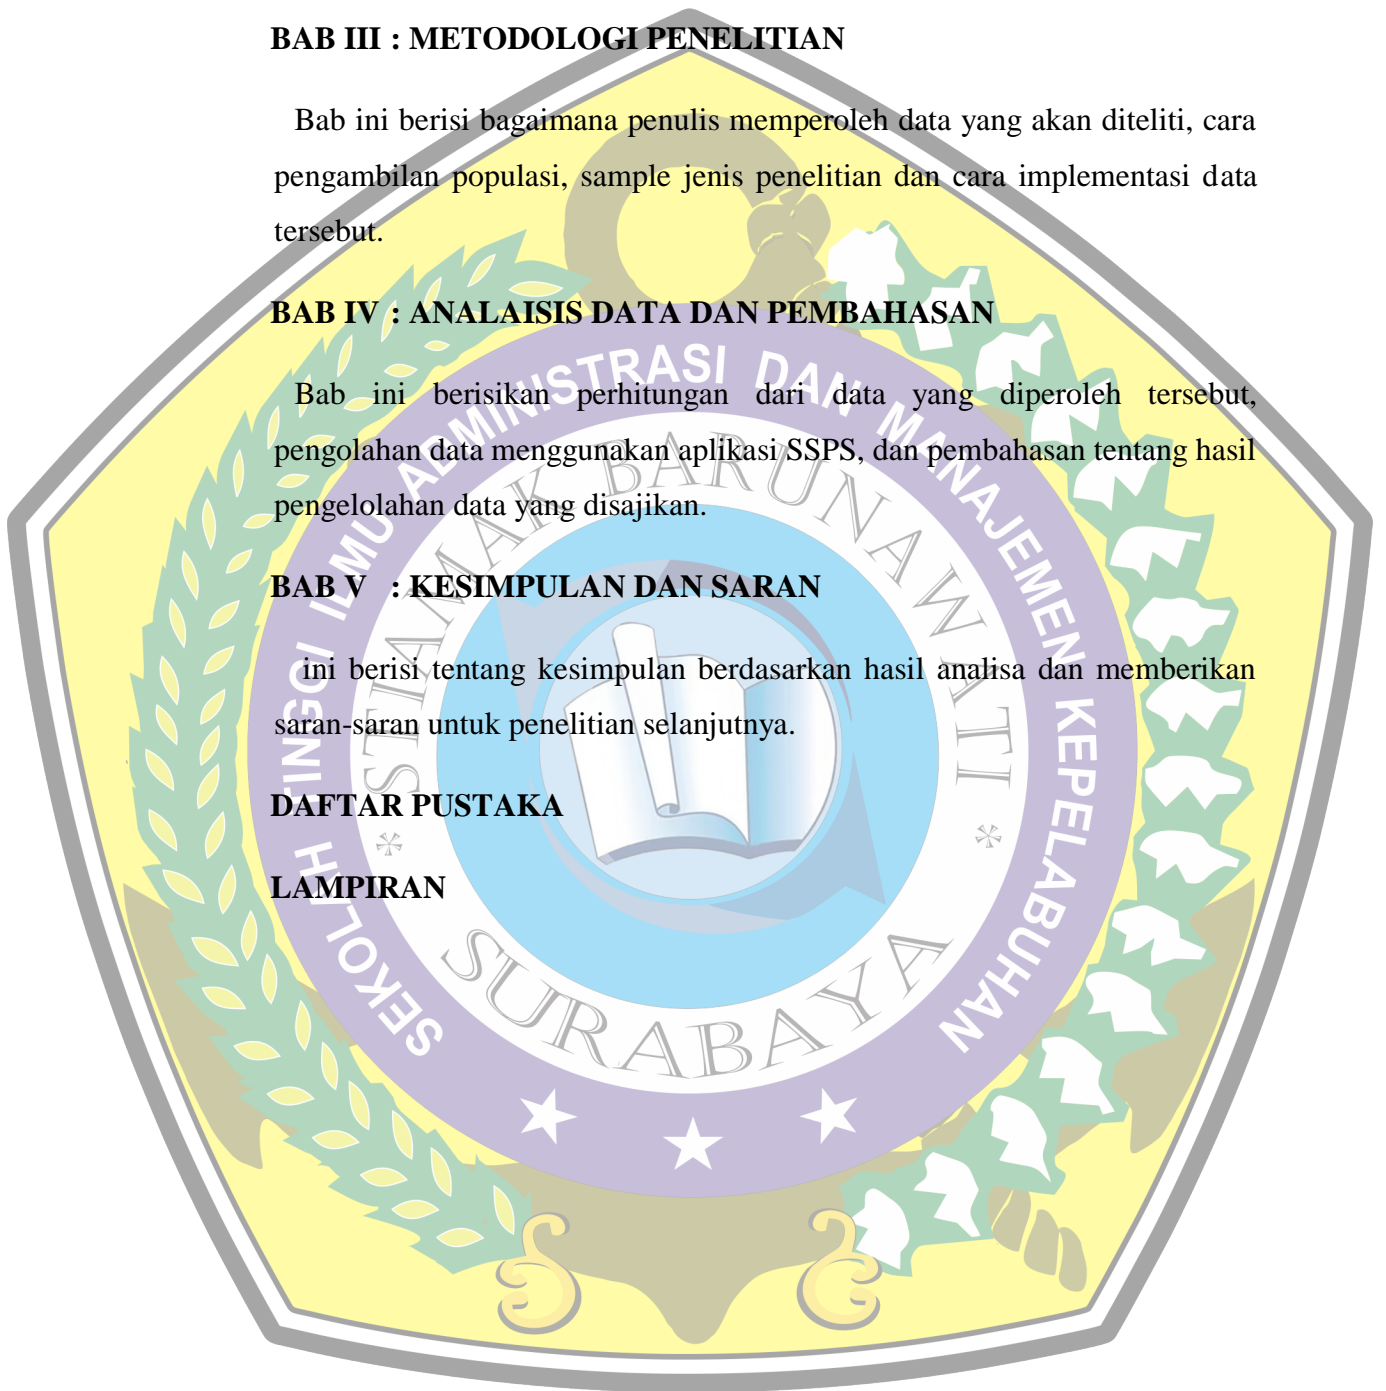 BAB III : METODOLOGI PENELITIAN
Bab ini berisi bagaimana penulis memperoleh data yang akan diteliti, cara
pengambilan populasi, sample jenis penelitian dan cara implementasi data
tersebut.
BAB IV : ANALAISIS DATA DAN PEMBAHASAN
Bab ini berisikan perhitungan dari data yang diperoleh tersebut,
pengolahan data menggunakan aplikasi SSPS, dan pembahasan tentang hasil
pengelolahan data yang disajikan.
BAB V : KESIMPULAN DAN SARAN
ini berisi tentang kesimpulan berdasarkan hasil analisa dan memberikan
saran-saran untuk penelitian selanjutnya.
DAFTAR PUSTAKA
LAMPIRAN
SEKOLAH TINGGI ILMU ADMINISTRASI DAN MANAJEMEN KEPELABUHAN
* STIAMAK BARUNAWATI *
SURABAYA